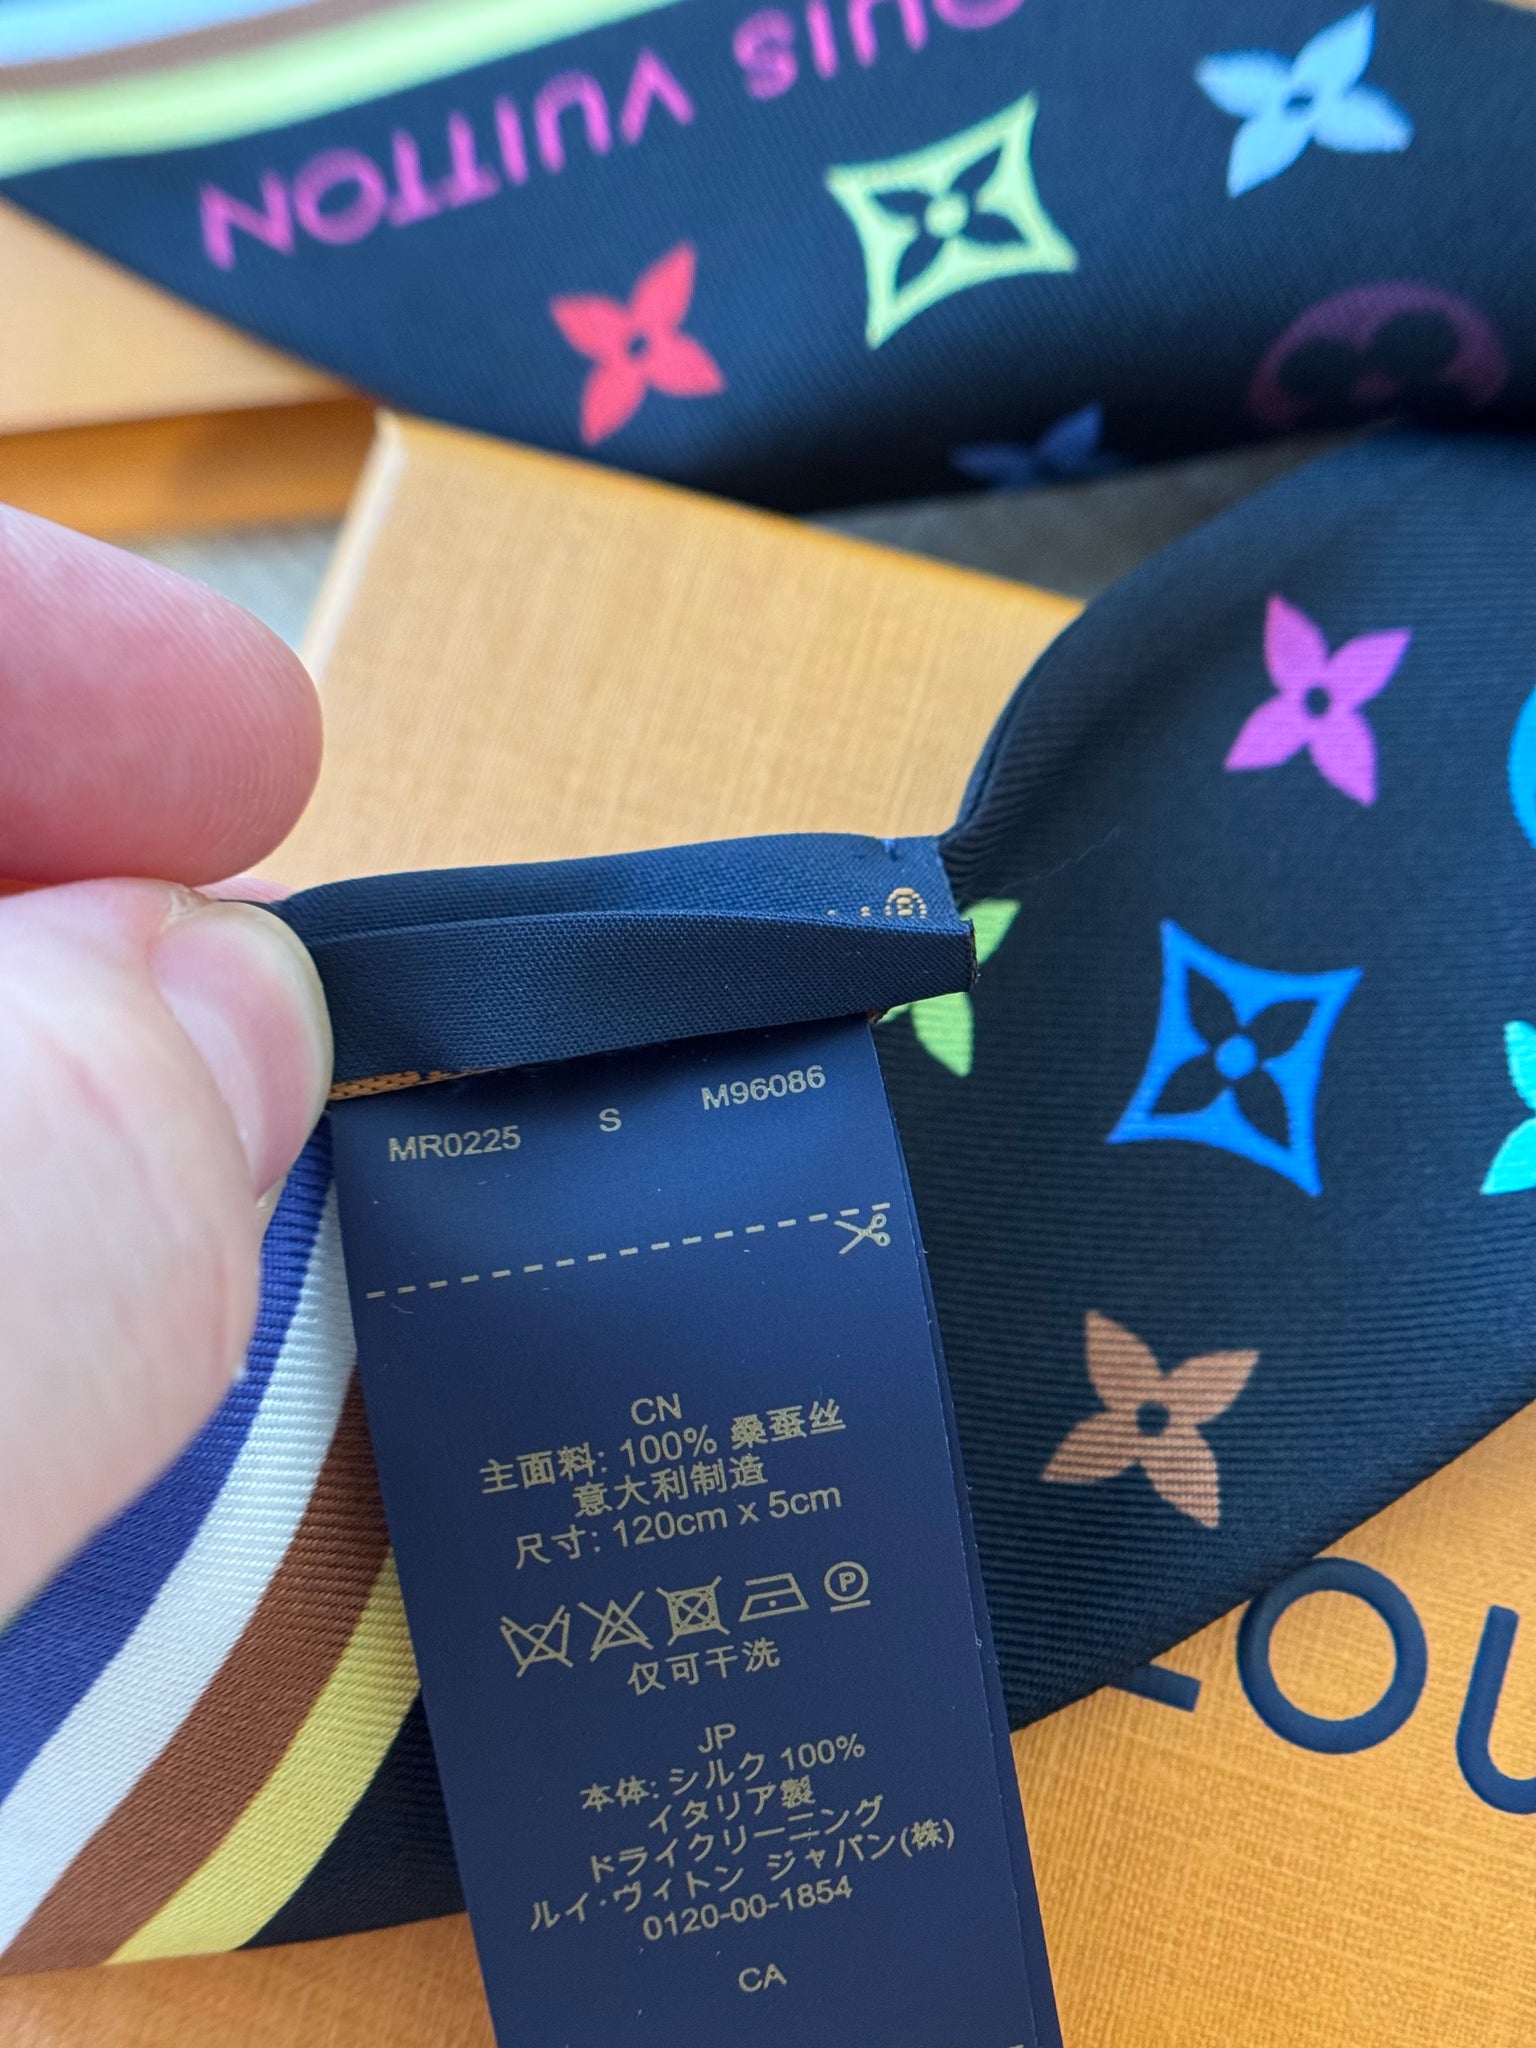 LOUIS VUITTON
MR0225 S M96086
CN
主面料: 100% 桑蚕丝
意大利制造
尺寸: 120cm x 5cm
P
仅可干洗
JP
本体: シルク 100%
イタリア製
ドライクリーニング
ルイ・ヴィトン ジャパン(株)
0120-00-1854
CA
LOU